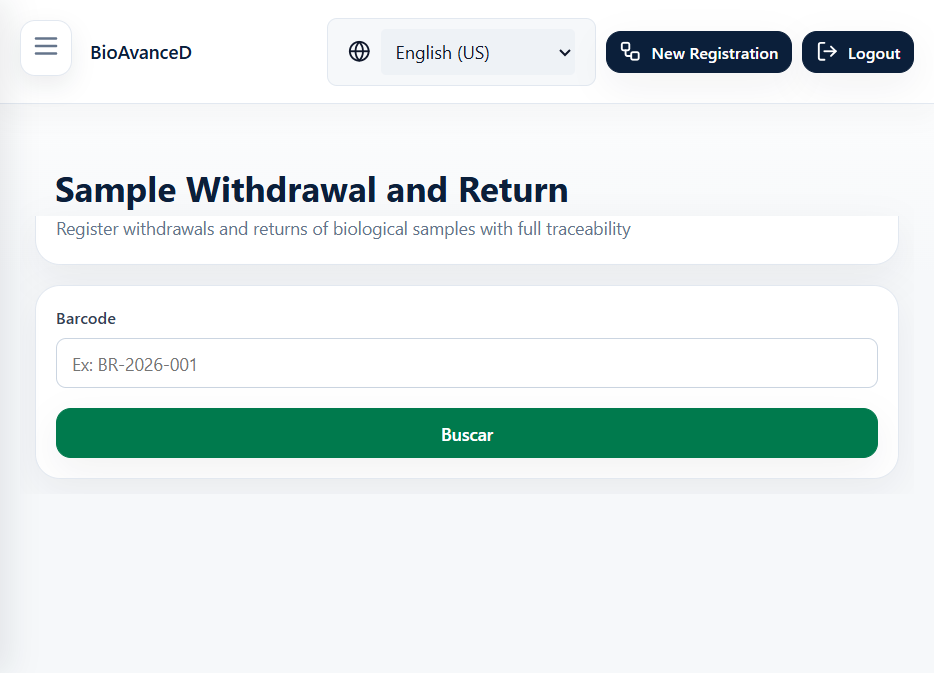 BioAvanceD
English (US)
New Registration
Logout
Sample Withdrawal and Return
Register withdrawals and returns of biological samples with full traceability
Barcode
Ex: BR-2026-001
Buscar